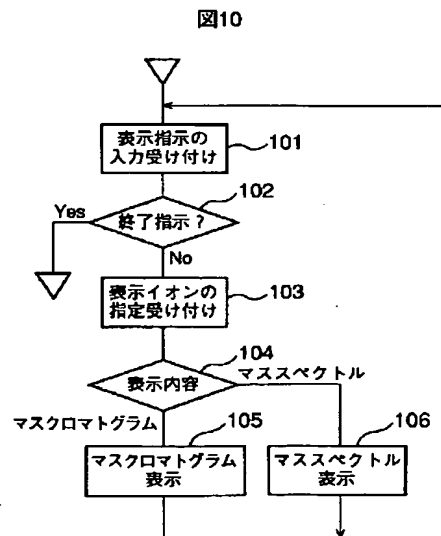 図10
表示指示の
入力受け付け
101
102
Yes
終了指示?
No
表示イオンの
指定受け付け
103
104
表示内容
マススペクトル
マスクロマトグラム
105
106
マスクロマトグラム
表示
マススペクトル
表示